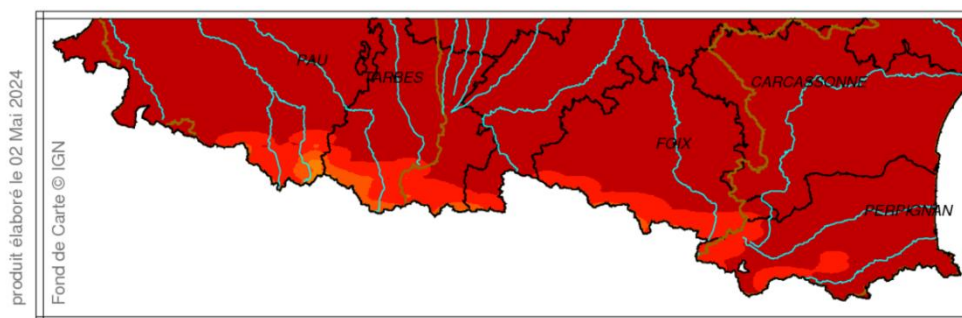 produit élaboré le 02 Mai 2024
Fond de Carte © IGN
PAU
TARBES
CARCASSONNE
FOIX
PERPIGNAN